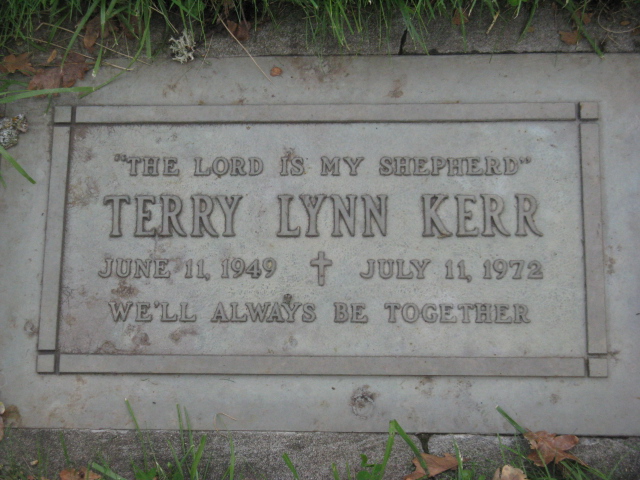 "THE LORD IS MY SHEPHERD"
TERRY LYNN KERR
JUNE 11, 1949 † JULY 11, 1972
WE'LL ALWAYS BE TOGETHER